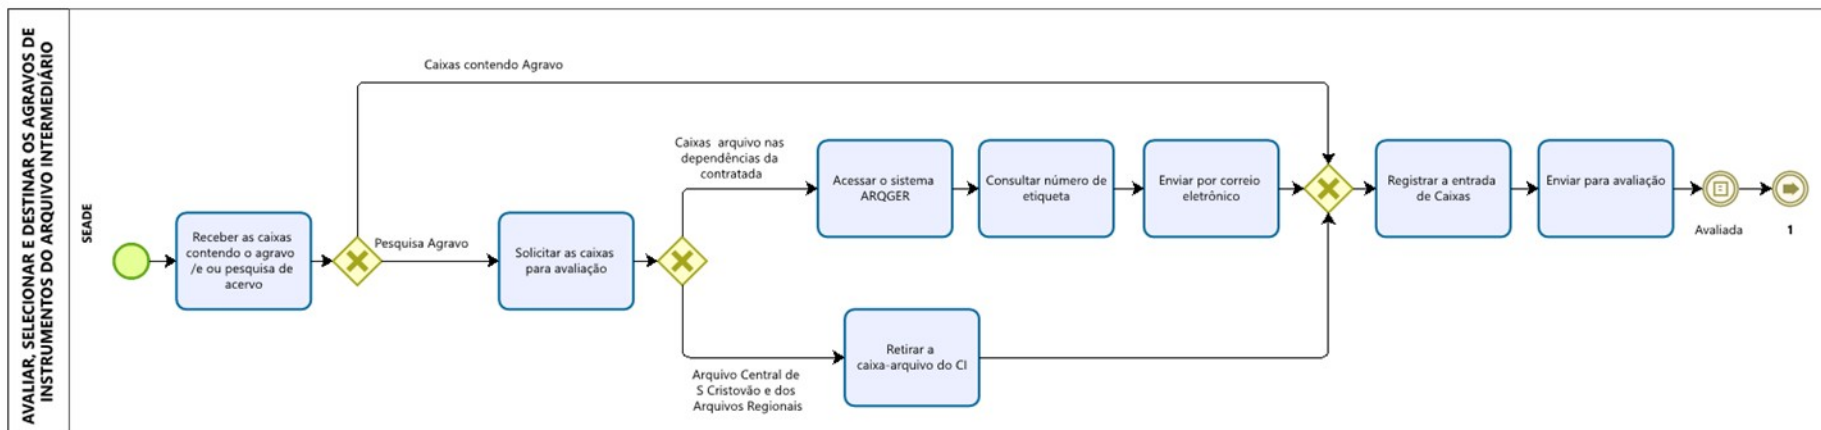 AVALIAR, SELECIONAR E DESTINAR OS AGRAVOS DE
INSTRUMENTOS DO ARQUIVO INTERMEDIÁRIO
SEADE
Receber as caixas
contendo o agravo
/e ou pesquisa de
acervo
Caixas contendo Agravo
Pesquisa Agravo
Solicitar as caixas
para avaliação
Caixas arquivo nas
dependências da
contratada
Acessar o sistema
ARQGER
Consultar número de
etiqueta
Enviar por correio
eletrônico
Arquivo Central de
S Cristovão e dos
Arquivos Regionais
Retirar a
caixa-arquivo do CI
Registrar a entrada
de Caixas
Enviar para avaliação
Avaliada
1